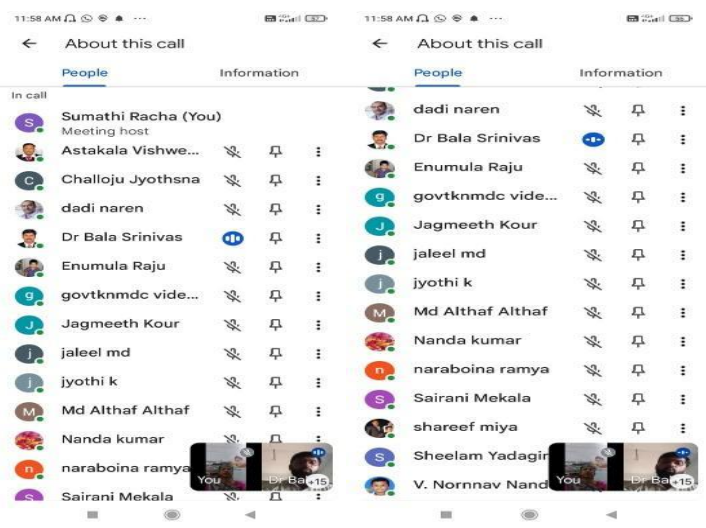 11:58 AM
37
About this call
People Information
In call
S Sumathi Racha (You)
Meeting host
Astakala Vishwe...
C Challoju Jyothsna
dadi naren
Dr Bala Srinivas
Enumula Raju
g govtknmdc vide...
J Jagmeeth Kour
j jaleel md
j jyothi k
M Md Althaf Althaf
Nanda kumar
n naraboina ramya
S Sairani Mekala
You Dr Ba +15
11:58 AM
About this call
People Information
dadi naren
Dr Bala Srinivas
Enumula Raju
g govtknmdc vide...
J Jagmeeth Kour
j jaleel md
j jyothi k
M Md Althaf Althaf
Nanda kumar
n naraboina ramya
S Sairani Mekala
shareef miya
S Sheelam Yadagir
V. Nornnav Nand
You Dr Ba +15